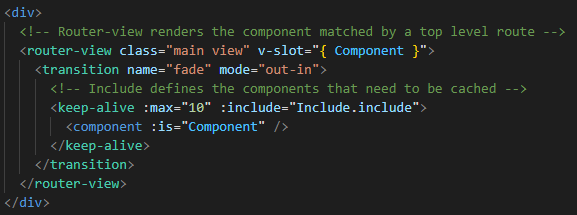 <div>
<!-- Router-view renders the component matched by a top level route -->
<router-view class="main view" v-slot="{ Component }">
<transition name="fade" mode="out-in">
<!-- Include defines the components that need to be cached -->
<keep-alive :max="10" :include="Include.include">
<component :is="Component" />
</keep-alive>
</transition>
</router-view>
</div>